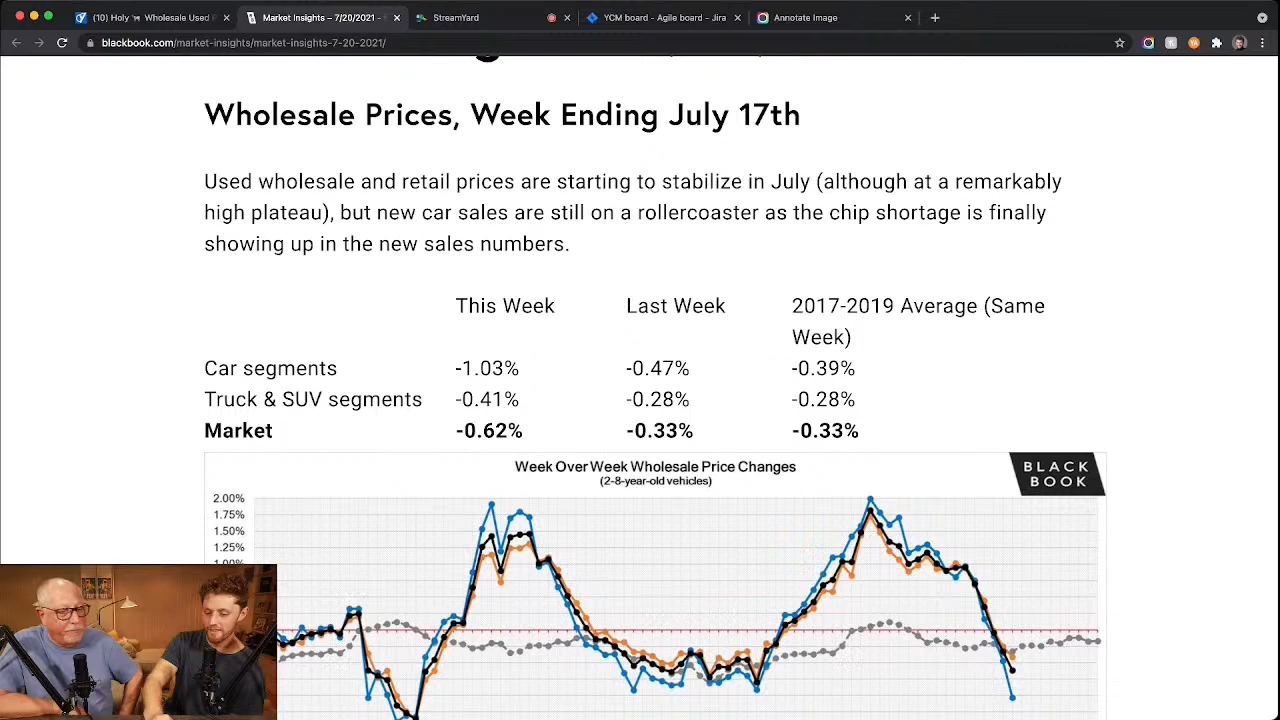 (10) Holy 🐄 Wholesale Used P
Market Insights – 7/20/2021 –
StreamYard
YCM board - Agile board - Jira
Annotate Image
blackbook.com/market-insights/market-insights-7-20-2021/
Wholesale Prices, Week Ending July 17th
Used wholesale and retail prices are starting to stabilize in July (although at a remarkably
high plateau), but new car sales are still on a rollercoaster as the chip shortage is finally
showing up in the new sales numbers.
This Week Last Week 2017-2019 Average (Same
Week)
Car segments -1.03% -0.47% -0.39%
Truck & SUV segments -0.41% -0.28% -0.28%
Market -0.62% -0.33% -0.33%
Week Over Week Wholesale Price Changes
(2-8-year-old vehicles)
BLACK
BOOK
2.00%
1.75%
1.50%
1.25%
1.00%